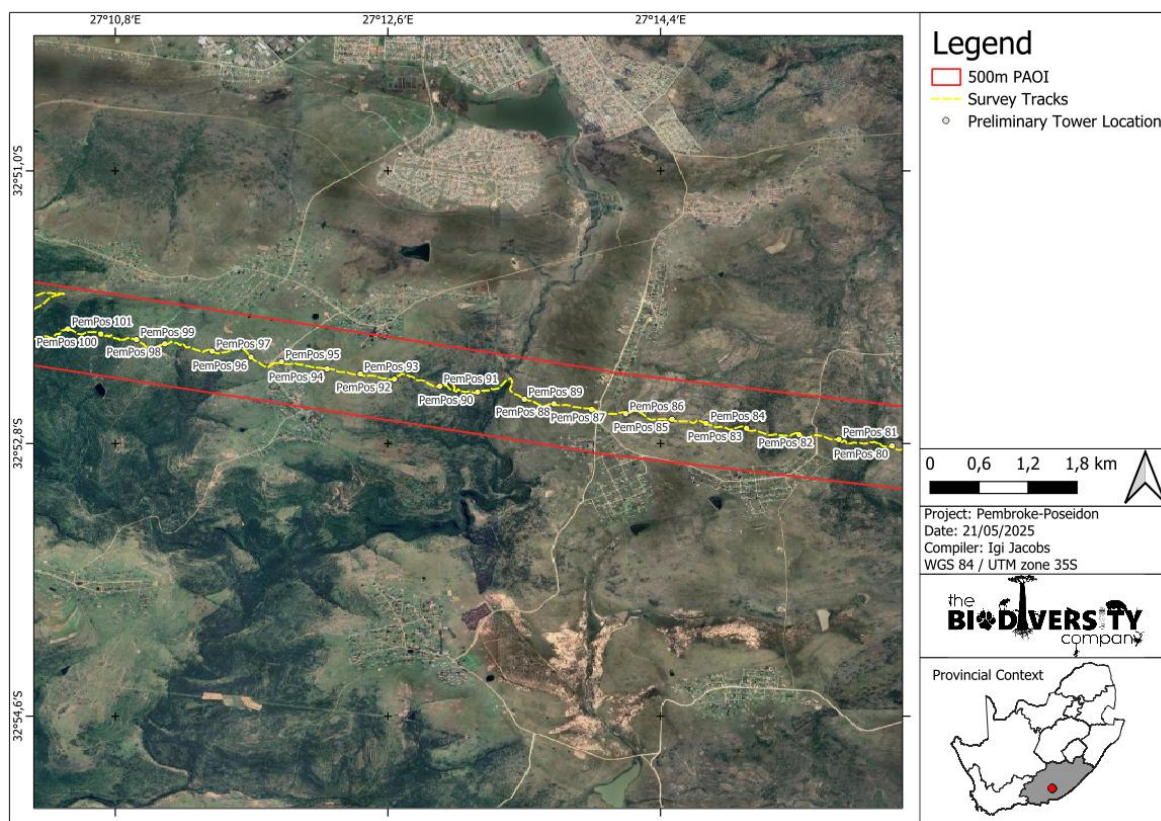 27°10,8′E
27°12,6′E
27°14,4′E
32°51,0′S
32°52,8′S
32°54,6′S
PemPos 101
PemPos 99
PemPos 100
PemPos 98
PemPos 97
PemPos 96
PemPos 95
PemPos 94
PemPos 93
PemPos 92
PemPos 91
PemPos 90
PemPos 89
PemPos 88
PemPos 87
PemPos 86
PemPos 85
PemPos 84
PemPos 83
PemPos 82
PemPos 81
PemPos 80
Legend
500m PAOI
Survey Tracks
Preliminary Tower Location
0 0,6 1,2 1,8 km
Project: Pembroke-Poseidon
Date: 21/05/2025
Compiler: Igi Jacobs
WGS 84 / UTM zone 35S
the
BIODIVERSITY
company
Provincial Context